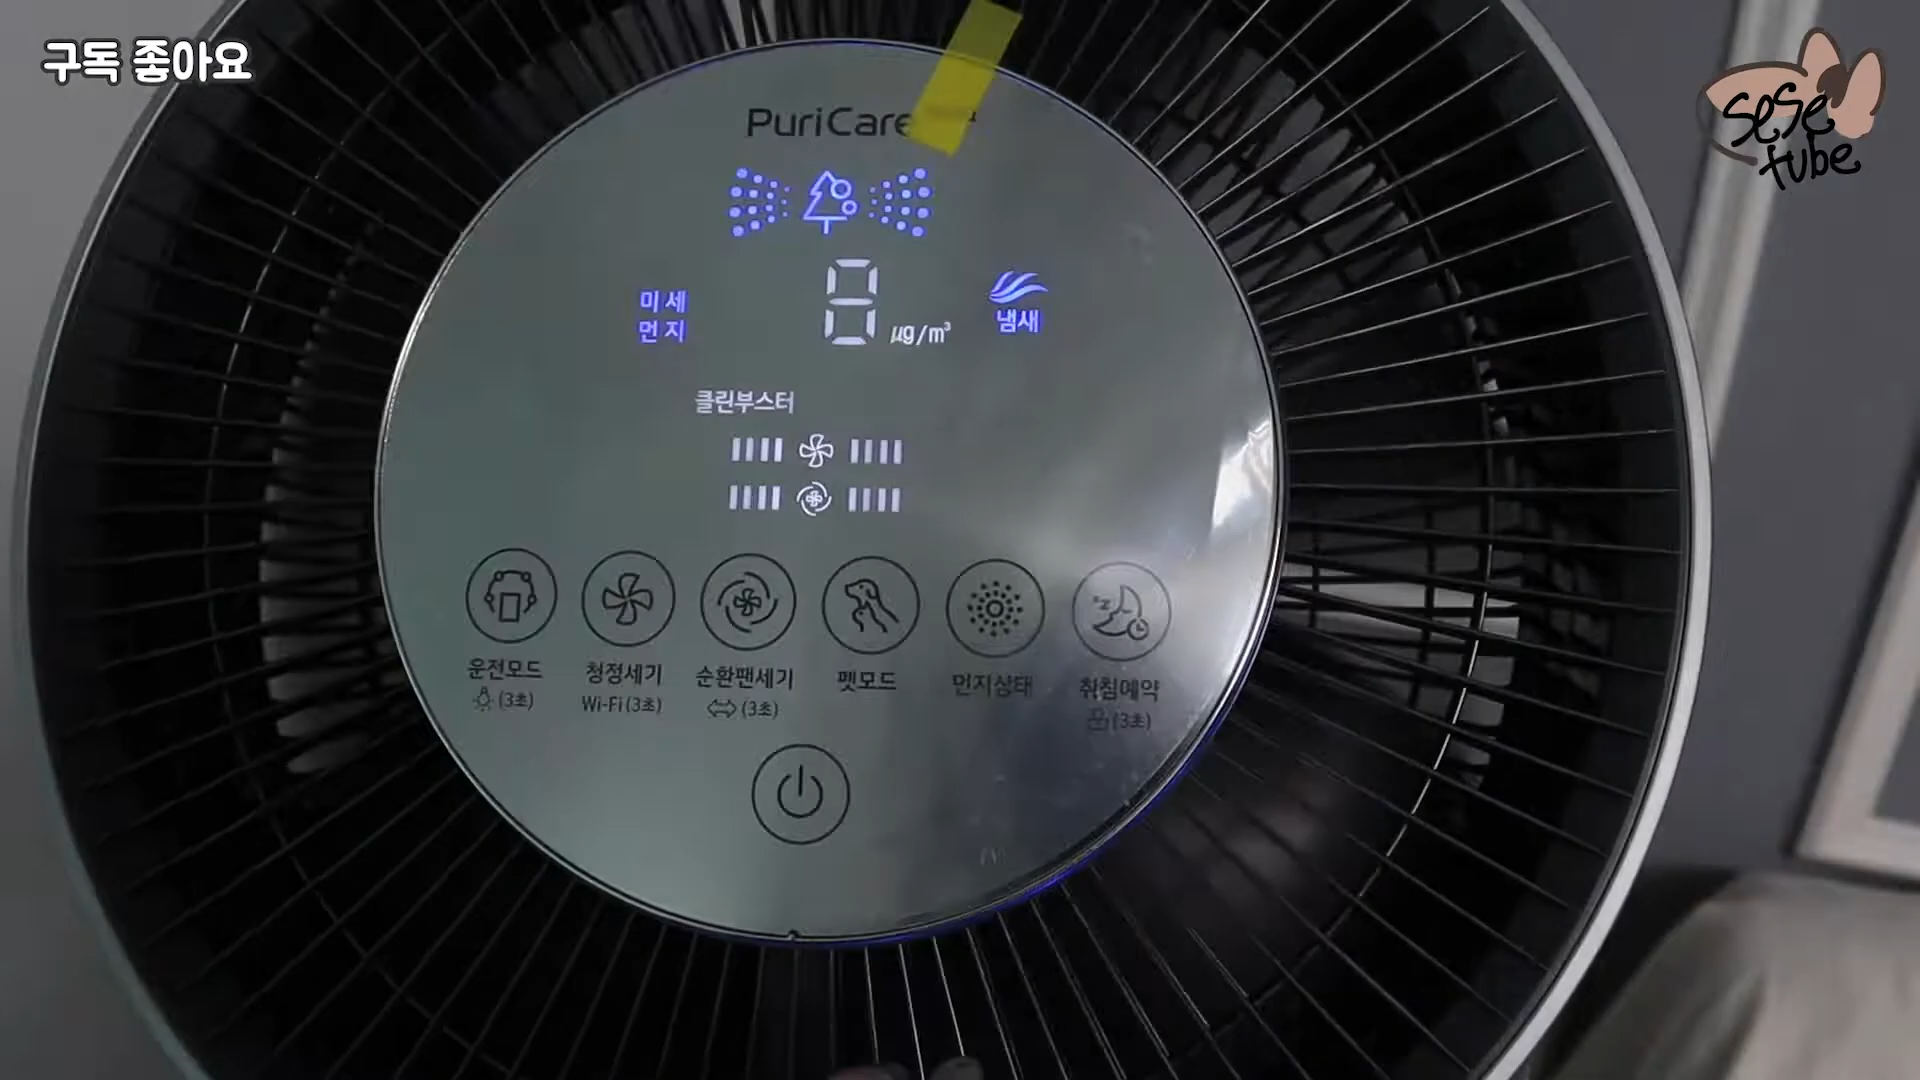 구독 좋아요
sese
tube
PuriCare
미세
먼지
8
㎍/m³
냄새
클린부스터
운전모드
(3초)
청정세기
Wi-Fi(3초)
순환팬세기
(3초)
펫모드
먼지상태
취침예약
(3초)